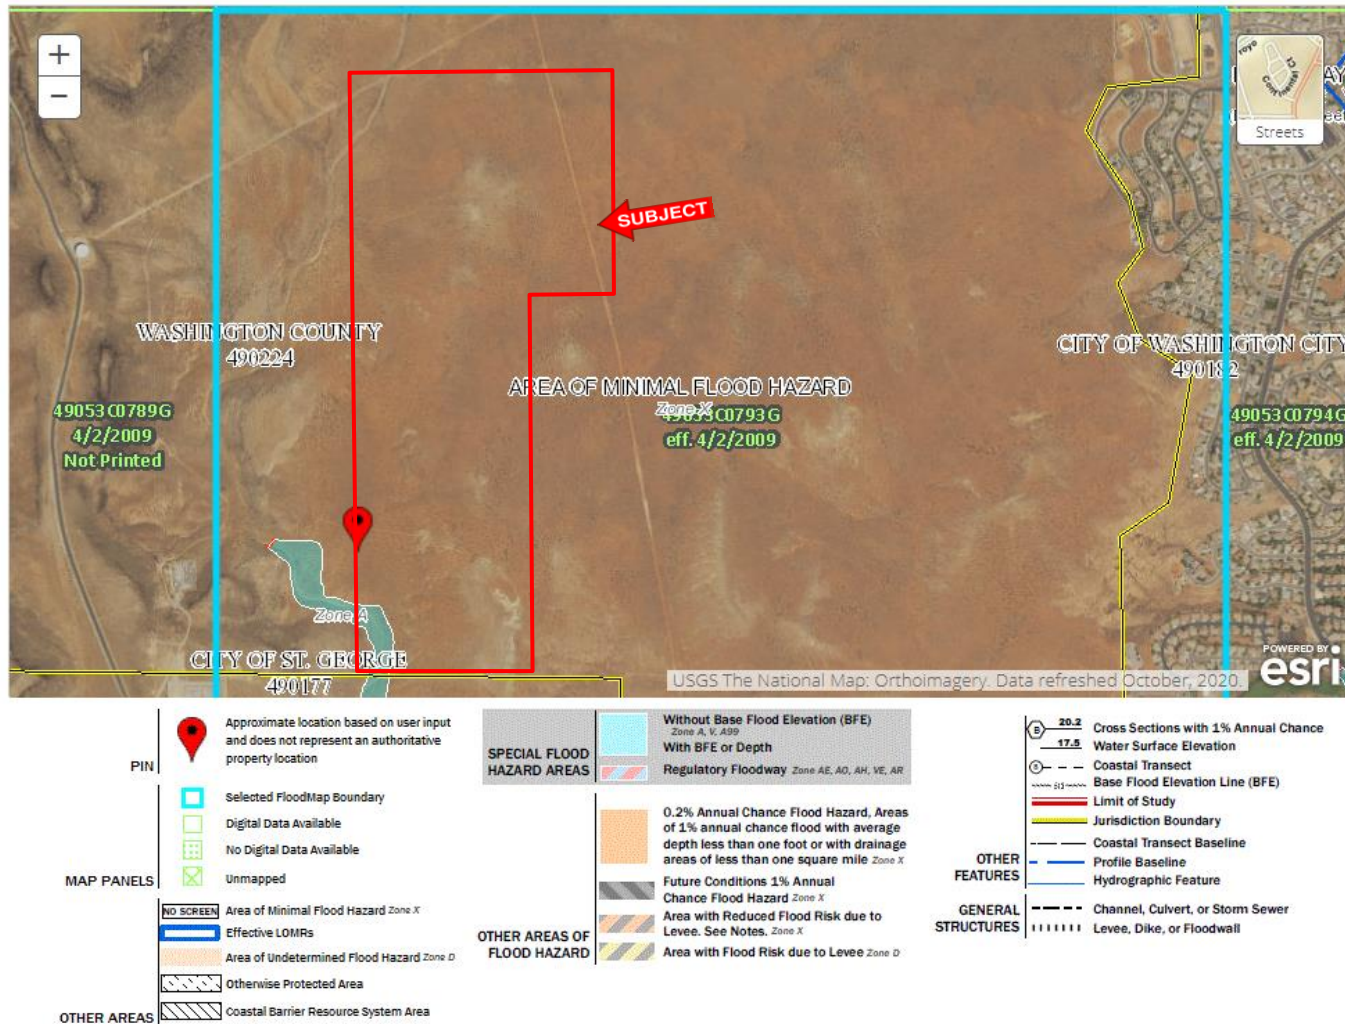 +
−
royo
Continental Ct
Streets
SUBJECT
WASHINGTON COUNTY
490224
CITY OF WASHINGTON CITY
490182
AREA OF MINIMAL FLOOD HAZARD
Zone X
49053C0789G
4/2/2009
Not Printed
49053C0793G
eff. 4/2/2009
49053C0794G
eff. 4/2/2009
Zone A
CITY OF ST. GEORGE
490177
USGS The National Map: Orthoimagery. Data refreshed October, 2020.
POWERED BY
esri
PIN
Approximate location based on user input
and does not represent an authoritative
property location
MAP PANELS
Selected FloodMap Boundary
Digital Data Available
No Digital Data Available
Unmapped
OTHER AREAS
NO SCREEN Area of Minimal Flood Hazard Zone X
Effective LOMRs
Area of Undetermined Flood Hazard Zone D
Otherwise Protected Area
Coastal Barrier Resource System Area
SPECIAL FLOOD
HAZARD AREAS
Without Base Flood Elevation (BFE)
Zone A, V, A99
With BFE or Depth
Regulatory Floodway Zone AE, AO, AH, VE, AR
OTHER AREAS OF
FLOOD HAZARD
0.2% Annual Chance Flood Hazard, Areas
of 1% annual chance flood with average
depth less than one foot or with drainage
areas of less than one square mile Zone X
Future Conditions 1% Annual
Chance Flood Hazard Zone X
Area with Reduced Flood Risk due to
Levee. See Notes. Zone X
Area with Flood Risk due to Levee Zone D
OTHER
FEATURES
B 20.2 Cross Sections with 1% Annual Chance
17.5 Water Surface Elevation
8 Coastal Transect
513 Base Flood Elevation Line (BFE)
Limit of Study
Jurisdiction Boundary
Coastal Transect Baseline
Profile Baseline
Hydrographic Feature
GENERAL
STRUCTURES
Channel, Culvert, or Storm Sewer
Levee, Dike, or Floodwall